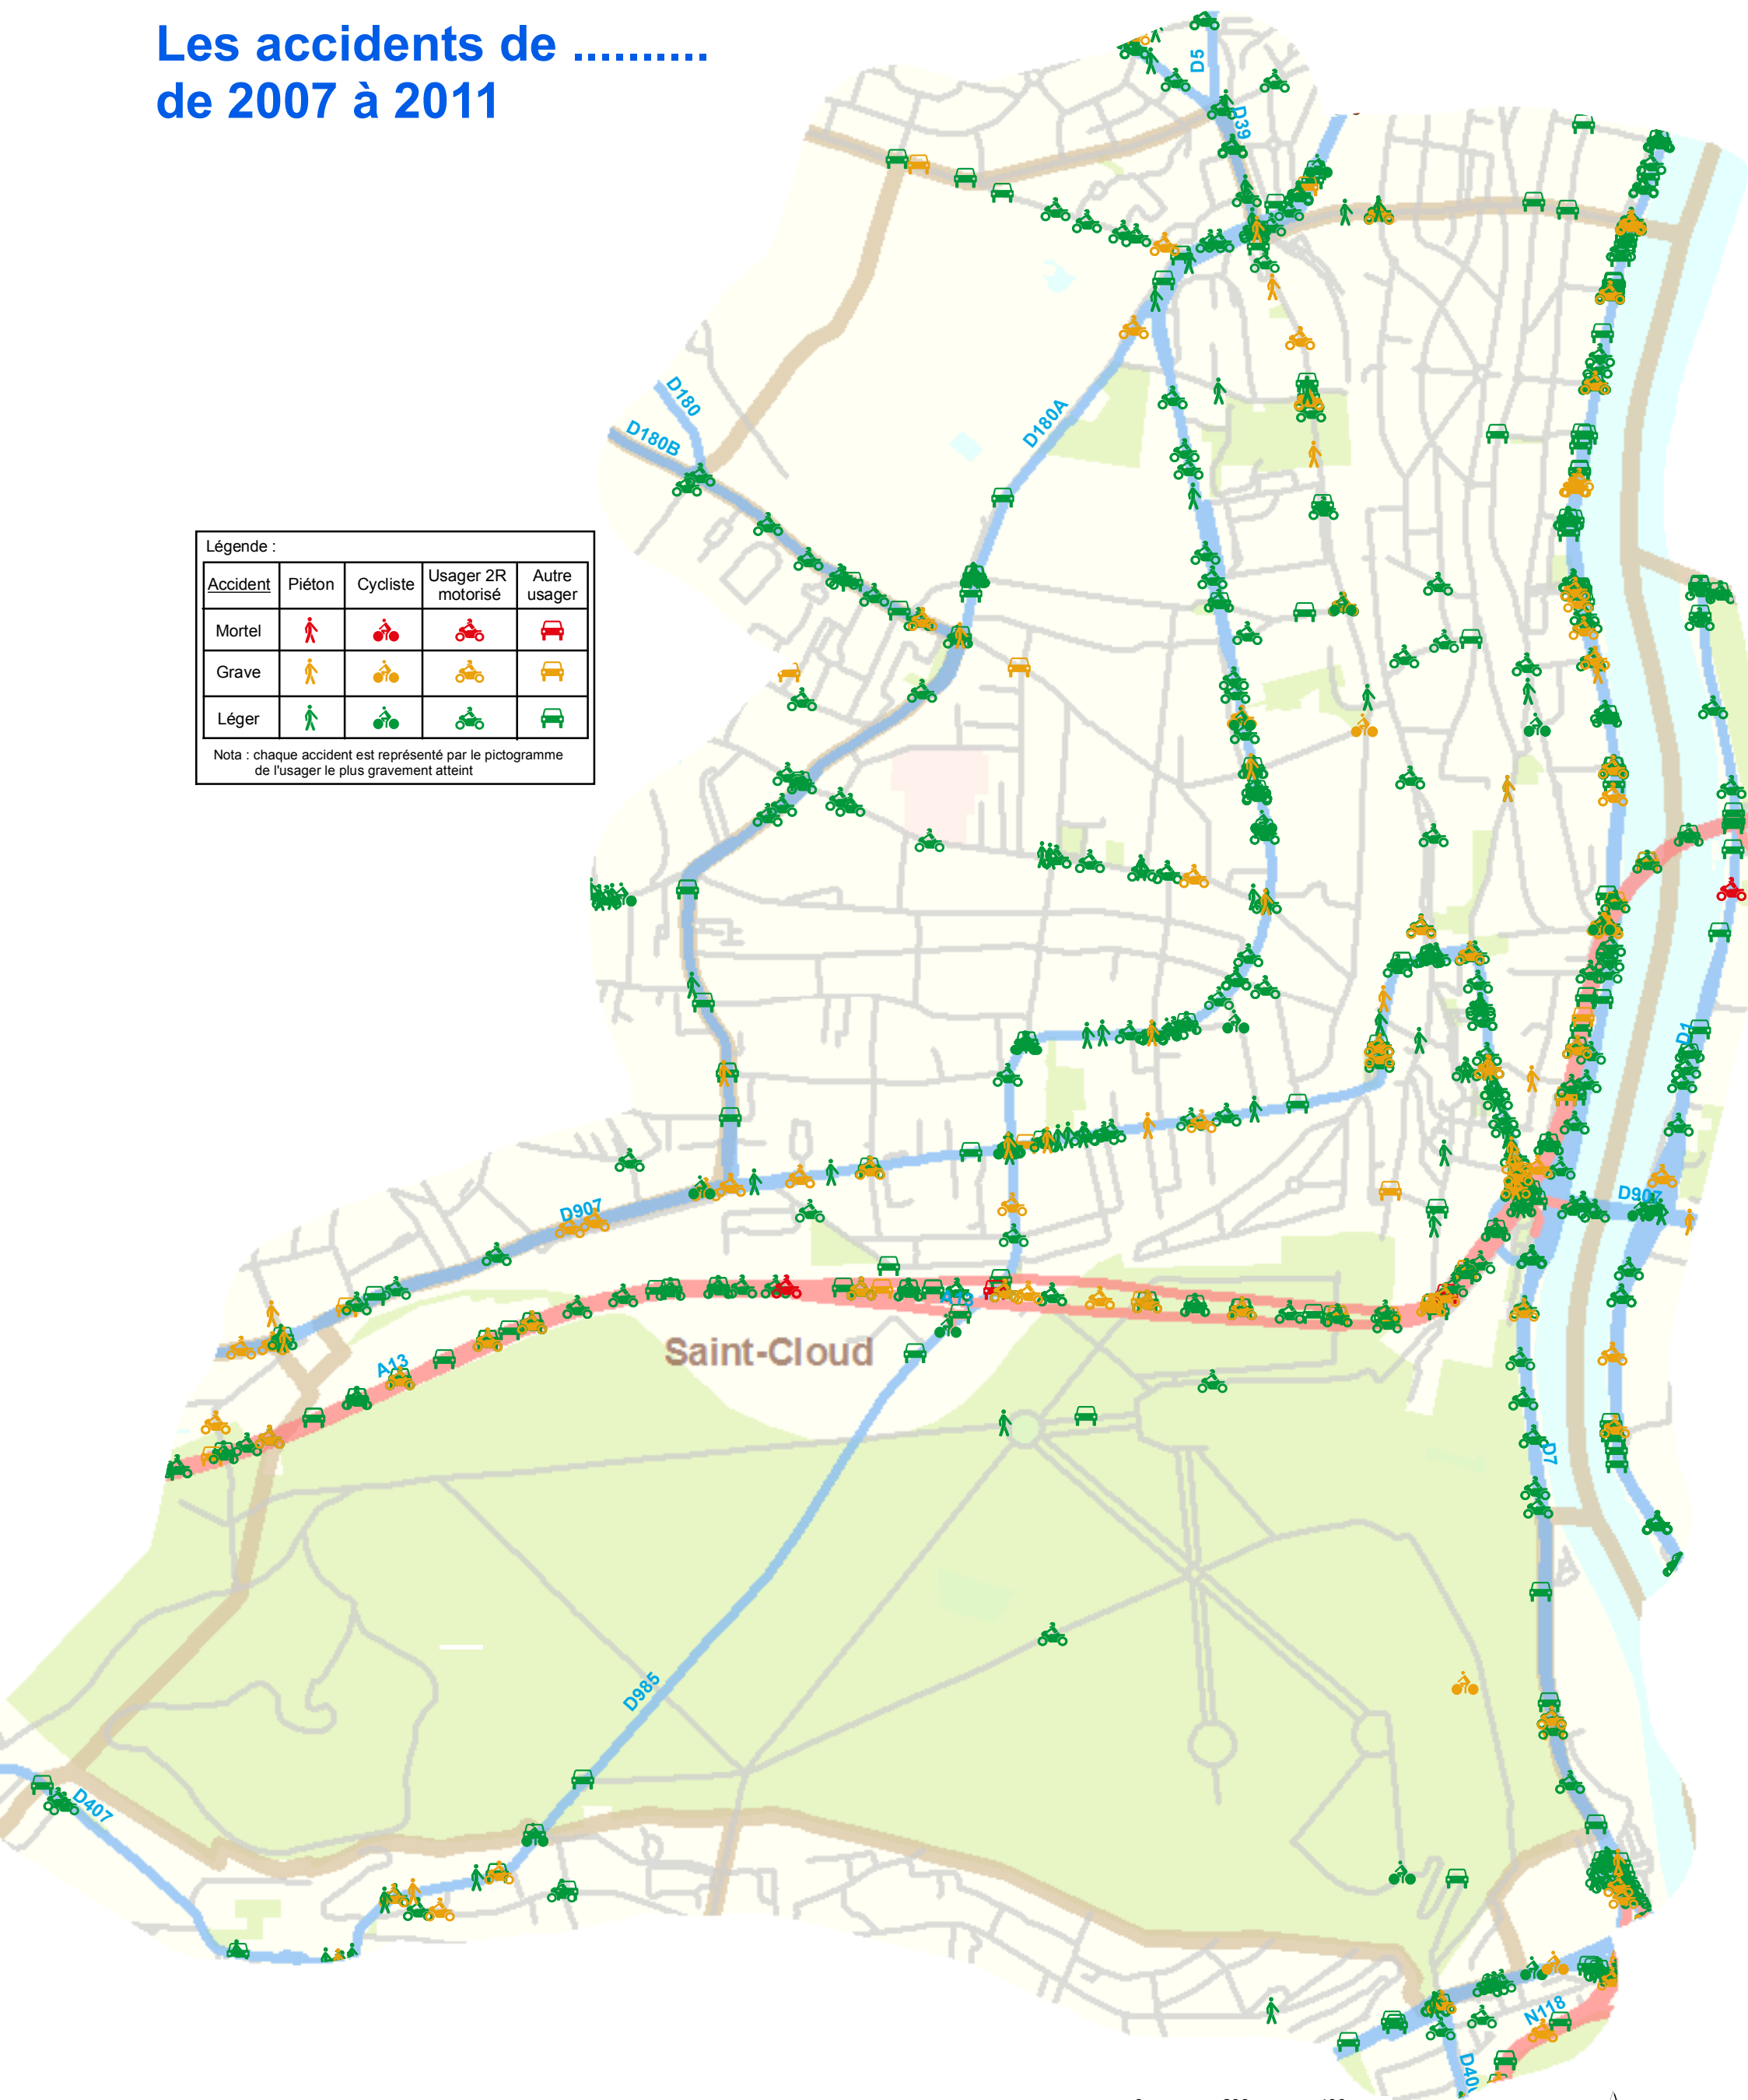 Les accidents de ..........
de 2007 à 2011
D5
D39
D180
D180B
D180A
Légende :
Accident Piéton Cycliste Usager 2R motorisé Autre usager
Mortel
Grave
Léger
Nota : chaque accident est représenté par le pictogramme
de l'usager le plus gravement atteint
D1
D907
D907
A13
A13
Saint-Cloud
D7
D985
D407
N118